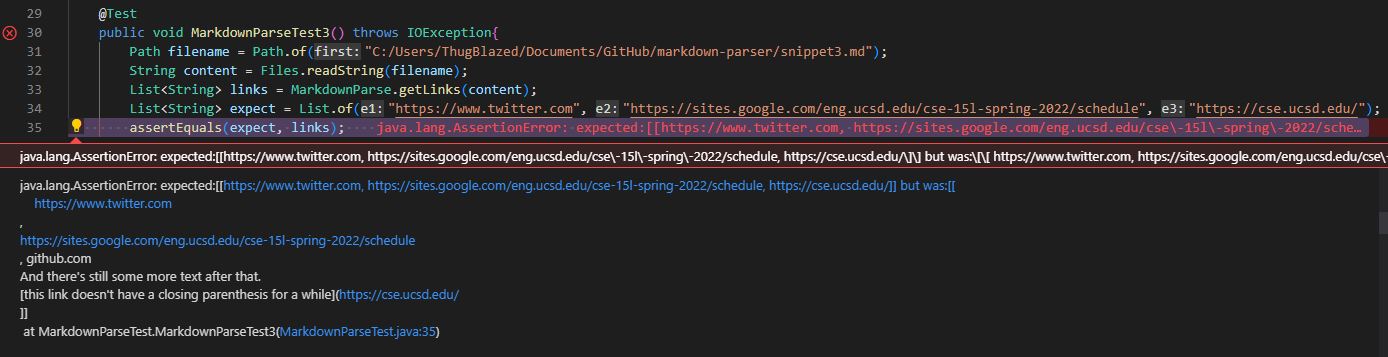 29 @Test
30 public void MarkdownParseTest3() throws IOException{
31 Path filename = Path.of(first: "C:/Users/ThugBlazed/Documents/GitHub/markdown-parser/snippet3.md");
32 String content = Files.readString(filename);
33 List<String> links = MarkdownParse.getLinks(content);
34 List<String> expect = List.of(e1: "https://www.twitter.com", e2: "https://sites.google.com/eng.ucsd.edu/cse-15l-spring-2022/schedule", e3: "https://cse.ucsd.edu/");
35 assertEquals(expect, links); java.lang.AssertionError: expected:[[https://www.twitter.com, https://sites.google.com/eng.ucsd.edu/cse\-15l\-spring\-2022/sche…
java.lang.AssertionError: expected:[[https://www.twitter.com, https://sites.google.com/eng.ucsd.edu/cse\-15l\-spring\-2022/schedule, https://cse.ucsd.edu/\]\] but was:\[\[ https://www.twitter.com , https://sites.google.com/eng.ucsd.edu/cse\-
java.lang.AssertionError: expected:[[https://www.twitter.com, https://sites.google.com/eng.ucsd.edu/cse-15l-spring-2022/schedule, https://cse.ucsd.edu/]] but was:[[
https://www.twitter.com
,
https://sites.google.com/eng.ucsd.edu/cse-15l-spring-2022/schedule
, github.com
And there's still some more text after that.
[this link doesn't have a closing parenthesis for a while](https://cse.ucsd.edu/
]]
at MarkdownParseTest.MarkdownParseTest3(MarkdownParseTest.java:35)